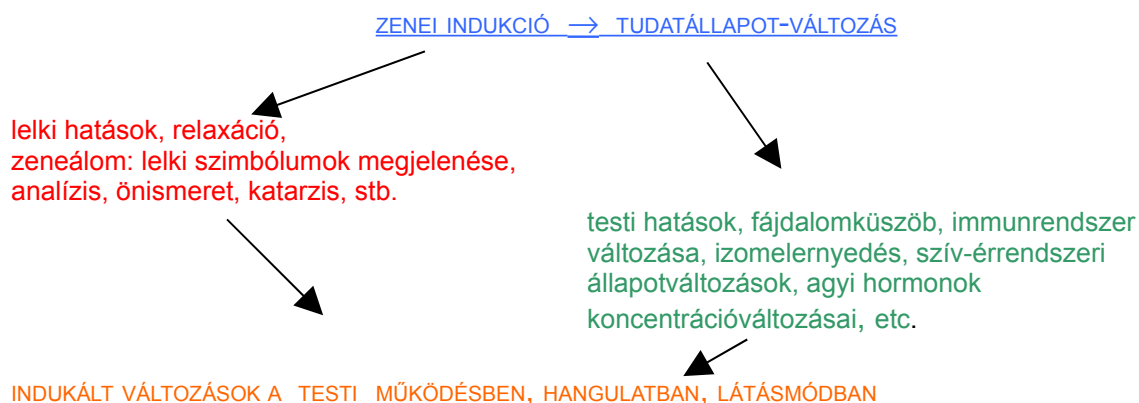 ZENEI INDUKCIÓ → TUDATÁLLAPOT-VÁLTOZÁS
lelki hatások, relaxáció,
zeneálom: lelki szimbólumok megjelenése,
analízis, önismeret, katarzis, stb.
testi hatások, fájdalomküszöb, immunrendszer
változása, izomelernyedés, szív-érrendszeri
állapotváltozások, agyi hormonok
koncentrációváltozásai, etc.
INDUKÁLT VÁLTOZÁSOK A TESTI MŰKÖDÉSBEN, HANGULATBAN, LÁTÁSMÓDBAN